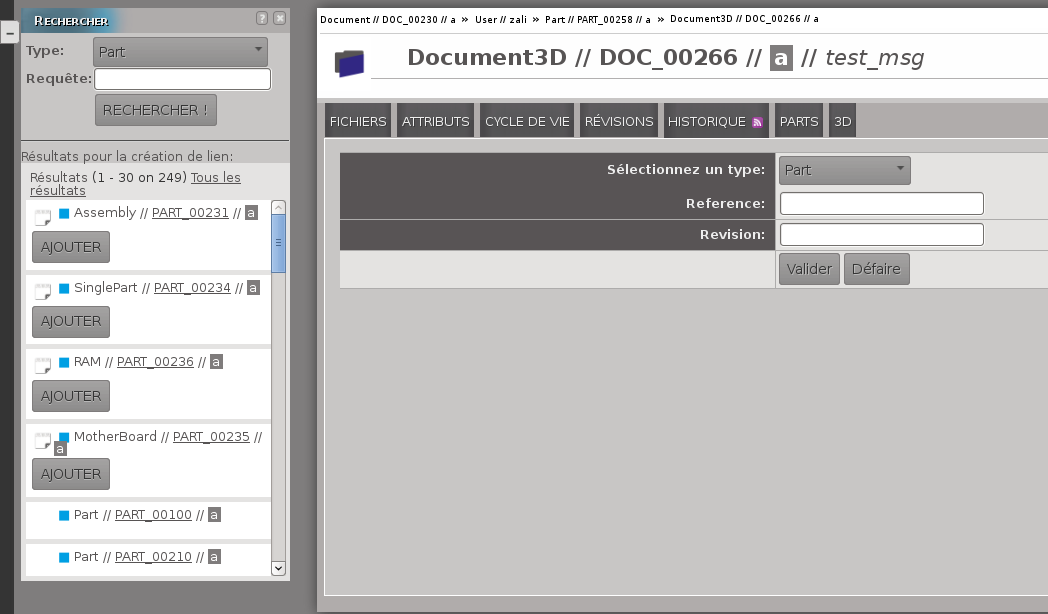 Rechercher
? ×
Type: Part
Requête:
RECHERCHER !
Résultats pour la création de lien:
Résultats (1 - 30 on 249) Tous les
résultats
Assembly // PART_00231 // a
AJOUTER
SinglePart // PART_00234 // a
AJOUTER
RAM // PART_00236 // a
AJOUTER
MotherBoard // PART_00235 //
a
AJOUTER
Part // PART_00100 // a
Part // PART_00210 // a
Document // DOC_00230 // a » User // zali » Part // PART_00258 // a » Document3D // DOC_00266 // a
Document3D // DOC_00266 // a // test_msg
FICHIERS ATTRIBUTS CYCLE DE VIE RÉVISIONS HISTORIQUE PARTS 3D
Sélectionnez un type: Part
Reference:
Revision:
Valider Défaire